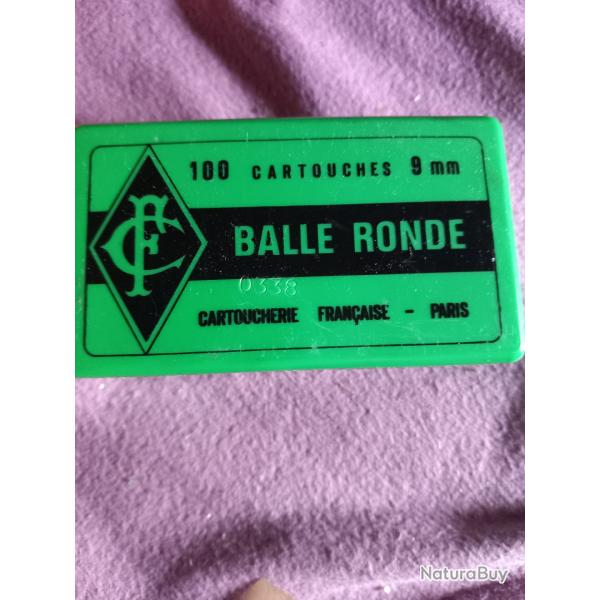 100 CARTOUCHES 9 mm
CF
BALLE RONDE
0338
CARTOUCHERIE FRANÇAISE - PARIS
NaturaBuy